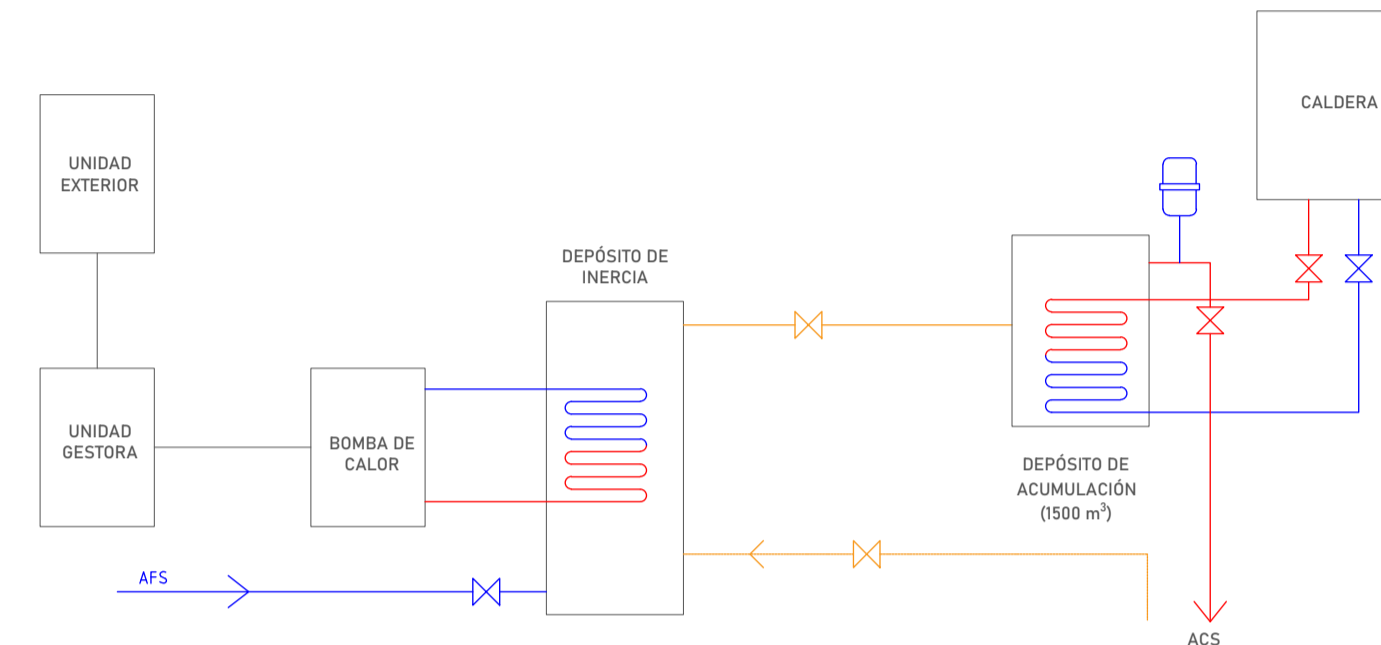 CALDERA
UNIDAD
EXTERIOR
DEPÓSITO DE
INERCIA
UNIDAD
GESTORA
BOMBA DE
CALOR
DEPÓSITO DE
ACUMULACIÓN
(1500 m³)
AFS
ACS